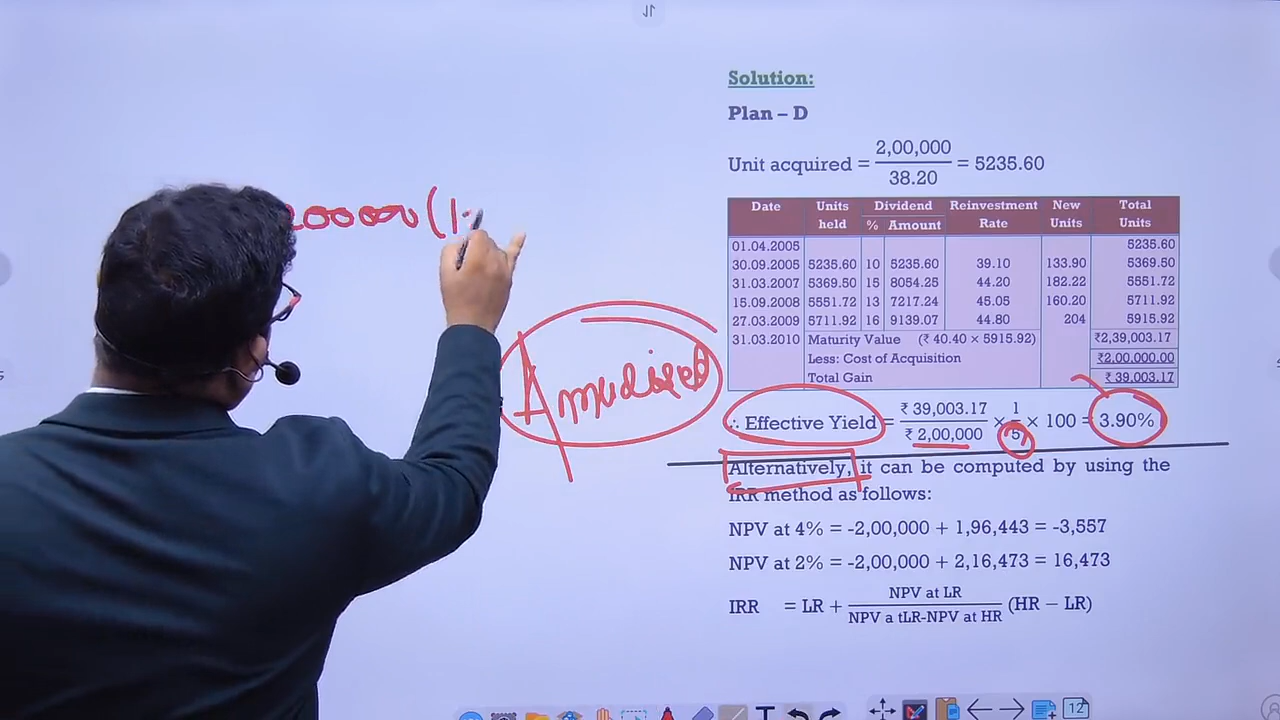 Solution:
Plan – D
Unit acquired = 2,00,000 / 38.20 = 5235.60
Date Units held Dividend % Amount Reinvestment Rate New Units Total Units
01.04.2005 5235.60
30.09.2005 5235.60 10 5235.60 39.10 133.90 5369.50
31.03.2007 5369.50 15 8054.25 44.20 182.22 5551.72
15.09.2008 5551.72 13 7217.24 45.05 160.20 5711.92
27.03.2009 5711.92 16 9139.07 44.80 204 5915.92
31.03.2010 Maturity Value (₹ 40.40 × 5915.92) ₹2,39,003.17
Less: Cost of Acquisition ₹2,00,000.00
Total Gain ₹ 39,003.17
∴ Effective Yield = ₹ 39,003.17 / ₹ 2,00,000 × 1 / 5 × 100 = 3.90%
Alternatively, it can be computed by using the
IRR method as follows:
NPV at 4% = -2,00,000 + 1,96,443 = -3,557
NPV at 2% = -2,00,000 + 2,16,473 = 16,473
IRR = LR + NPV at LR / NPV a tLR-NPV at HR (HR – LR)
200000 (1
12